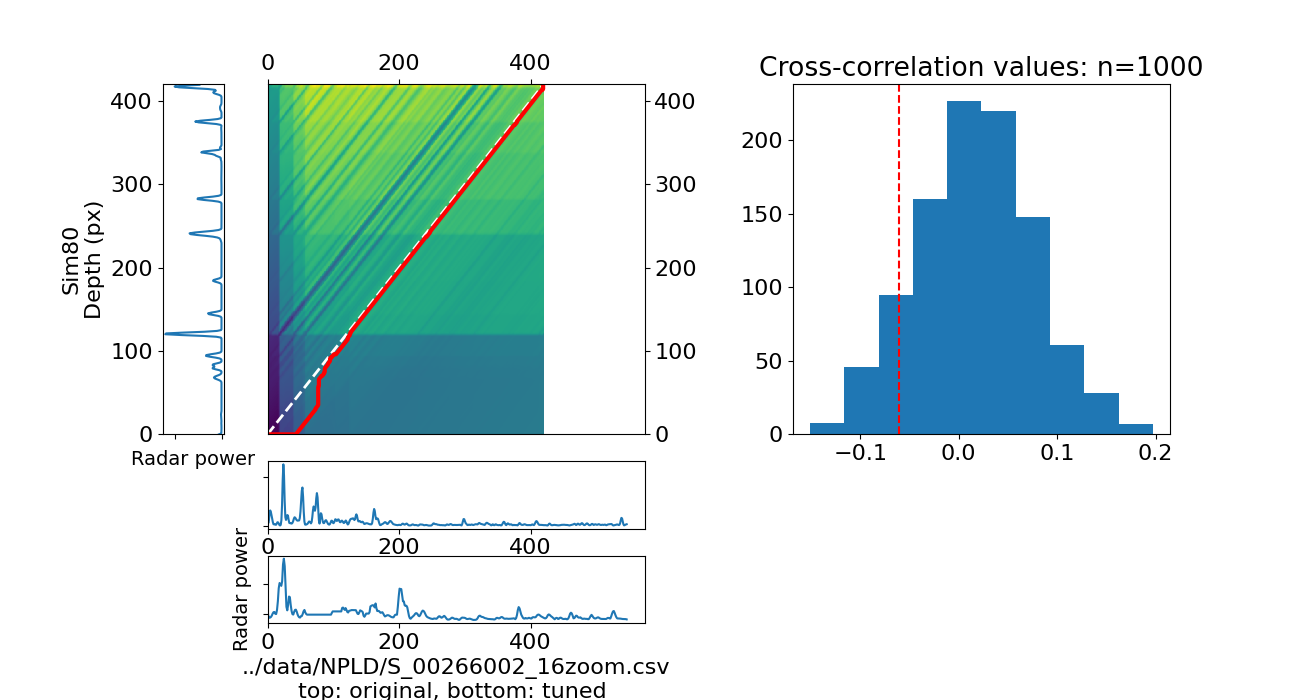 0 200 400
Cross-correlation values: n=1000
400
300
200
100
0
Sim80
Depth (px)
Radar power
400
300
200
100
0
200
150
100
50
0
−0.1 0.0 0.1 0.2
0 200 400
Radar power
0 200 400
../data/NPLD/S_00266002_16zoom.csv
top: original, bottom: tuned